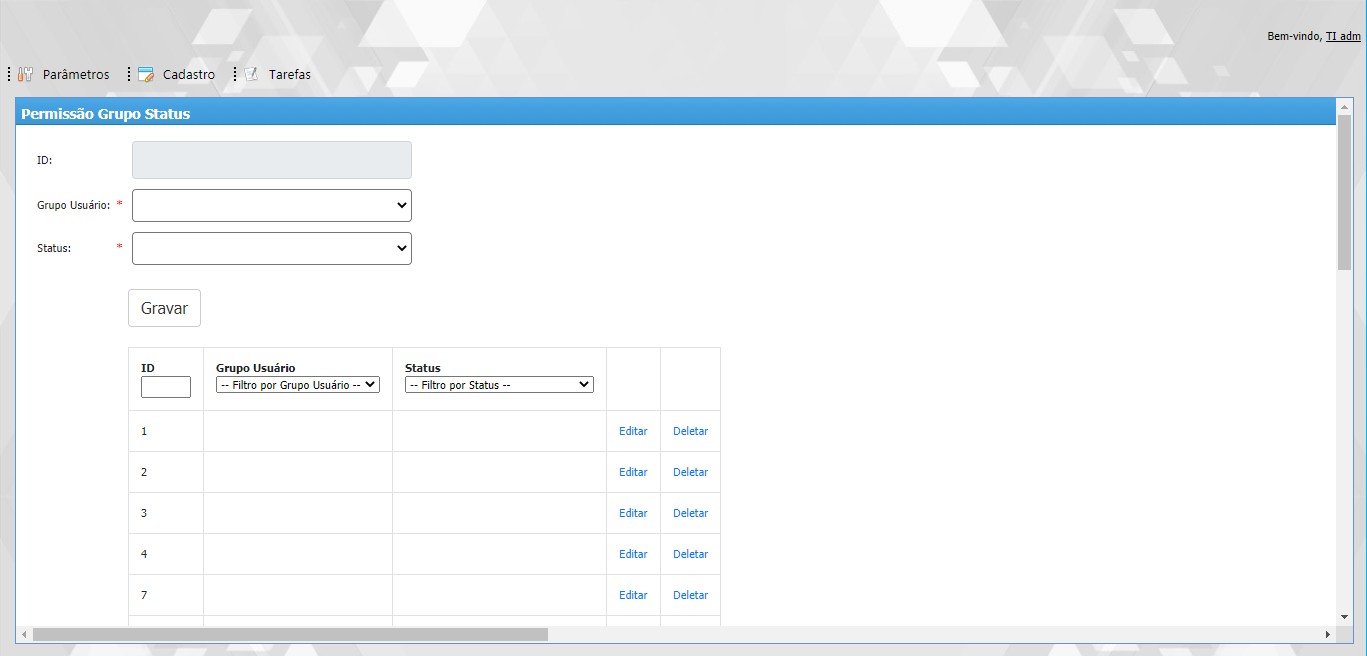 Bem-vindo, TI adm
Parâmetros Cadastro Tarefas
Permissão Grupo Status
ID:
Grupo Usuário: *
Status: *
Gravar
ID Grupo Usuário Status
-- Filtro por Grupo Usuário -- -- Filtro por Status --
1 Editar Deletar
2 Editar Deletar
3 Editar Deletar
4 Editar Deletar
7 Editar Deletar